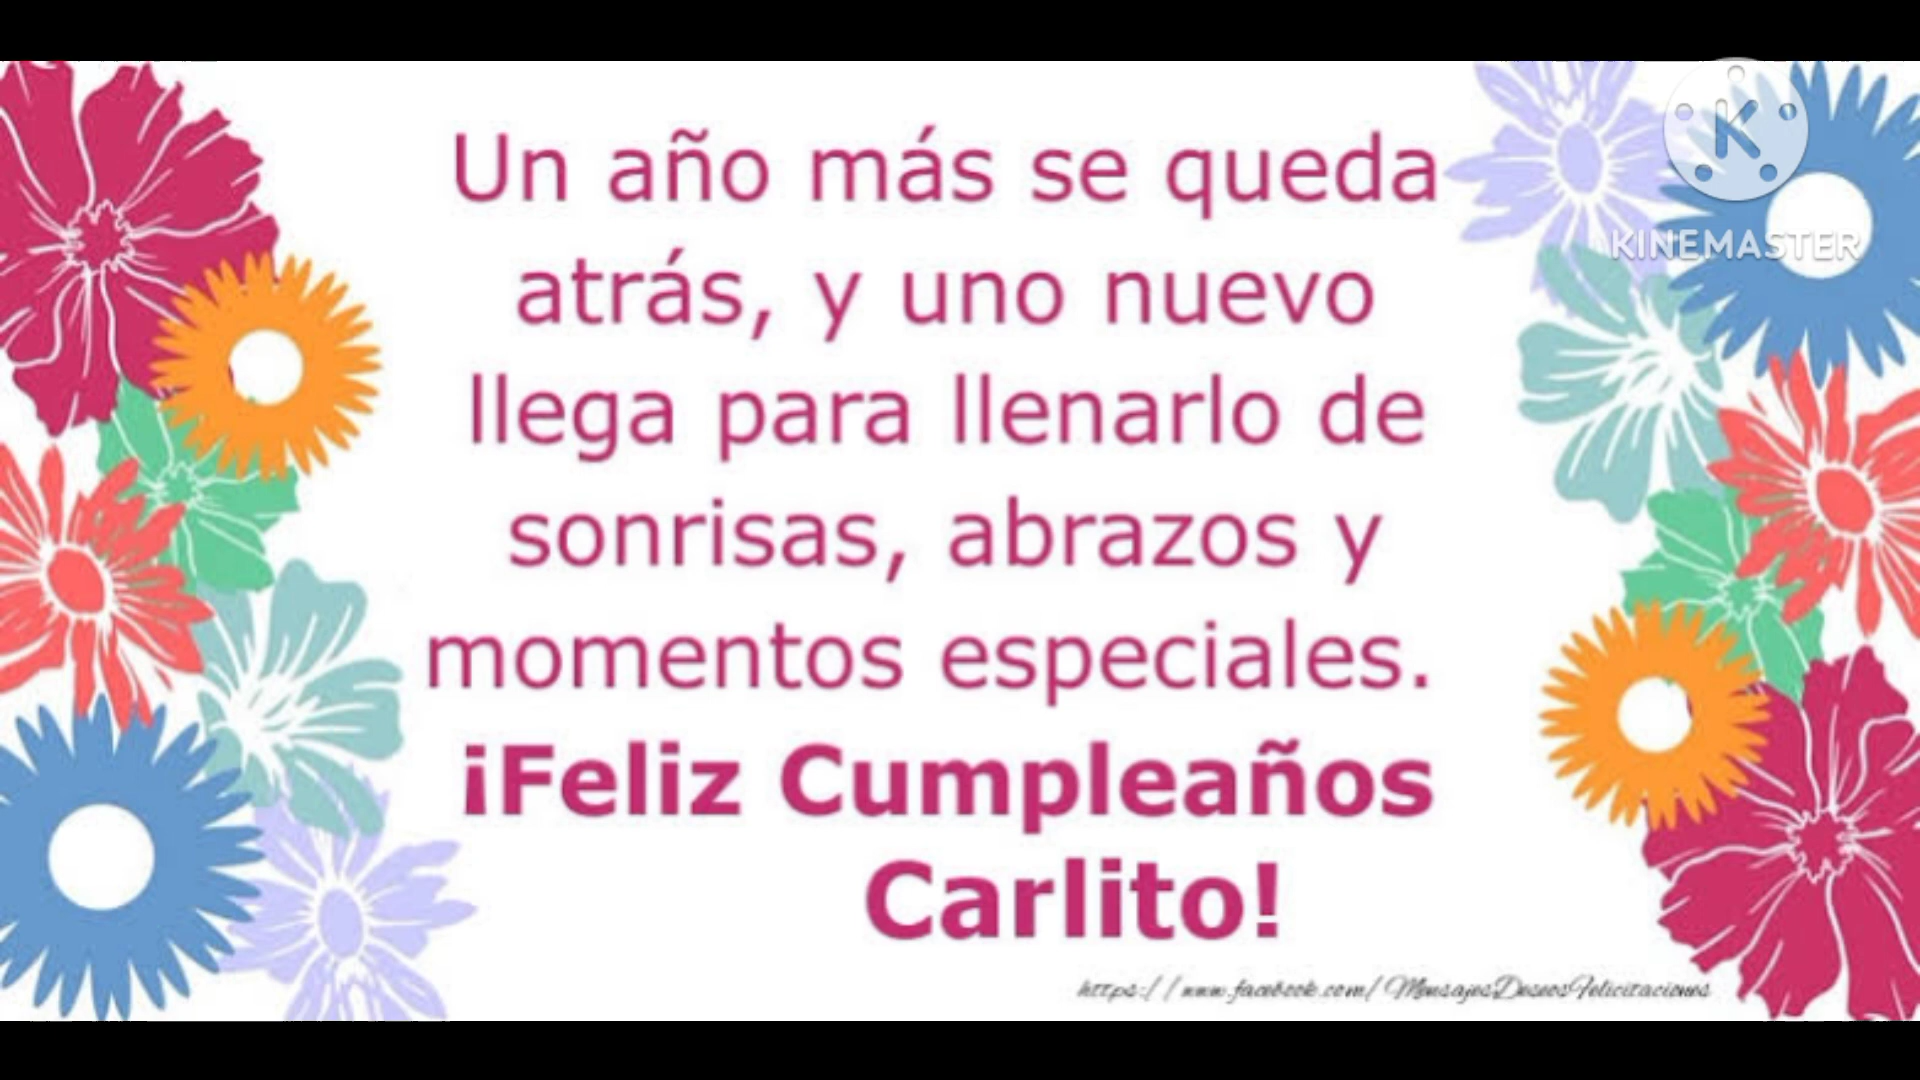 Un año más se queda
atrás, y uno nuevo
llega para llenarlo de
sonrisas, abrazos y
momentos especiales.
¡Feliz Cumpleaños
Carlito!
K
KINEMASTER
https://www.facebook.com/MensajesDeseosFelicitaciones